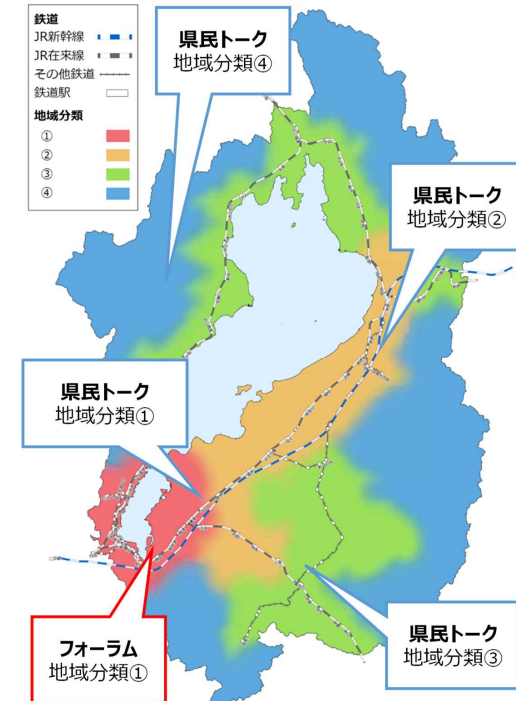 鉄道
JR新幹線
JR在来線
その他鉄道
鉄道駅
地域分類
①
②
③
④
県民トーク
地域分類④
県民トーク
地域分類②
県民トーク
地域分類①
フォーラム
地域分類①
県民トーク
地域分類③